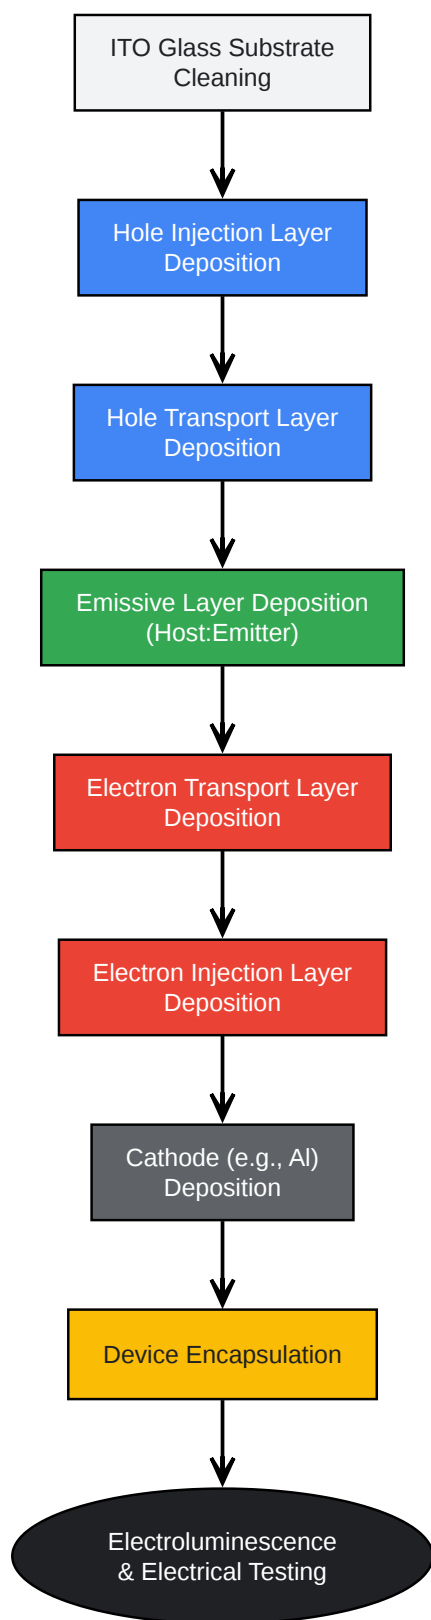 ITO Glass Substrate
Cleaning
Hole Injection Layer
Deposition
Hole Transport Layer
Deposition
Emissive Layer Deposition
(Host:Emitter)
Electron Transport Layer
Deposition
Electron Injection Layer
Deposition
Cathode (e.g., Al)
Deposition
Device Encapsulation
Electroluminescence
& Electrical Testing